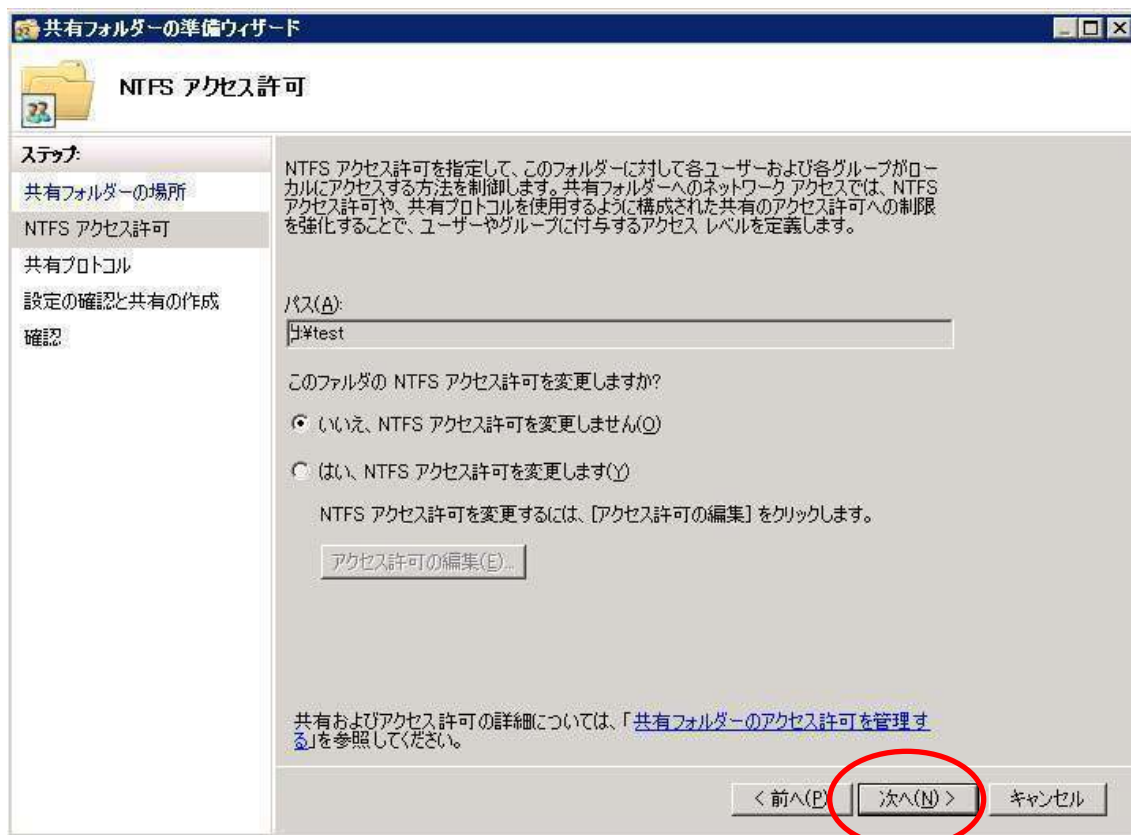 共有フォルダーの準備ウィザード
NTFS アクセス許可
ステップ:
共有フォルダーの場所
NTFS アクセス許可
共有プロトコル
設定の確認と共有の作成
確認
NTFS アクセス許可を指定して、このフォルダーに対して各ユーザーおよび各グループがロー
カルにアクセスする方法を制御します。共有フォルダーへのネットワーク アクセスでは、NTFS
アクセス許可や、共有プロトコルを使用するように構成された共有のアクセス許可への制限
を強化することで、ユーザーやグループに付与するアクセス レベルを定義します。
パス(A):
:¥test
このフォルダの NTFS アクセス許可を変更しますか?
いいえ、NTFS アクセス許可を変更しません(O)
はい、NTFS アクセス許可を変更します(Y)
NTFS アクセス許可を変更するには、[アクセス許可の編集] をクリックします。
アクセス許可の編集(E)...
共有およびアクセス許可の詳細については、「共有フォルダーのアクセス許可を管理す
る」を参照してください。
< 前へ(P)
次へ(N) >
キャンセル